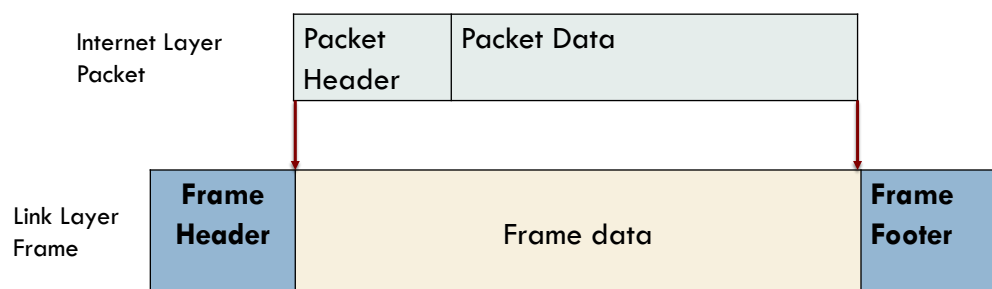 Internet Layer
Packet
Packet
Header
Packet Data
Link Layer
Frame
Frame
Header
Frame data
Frame
Footer